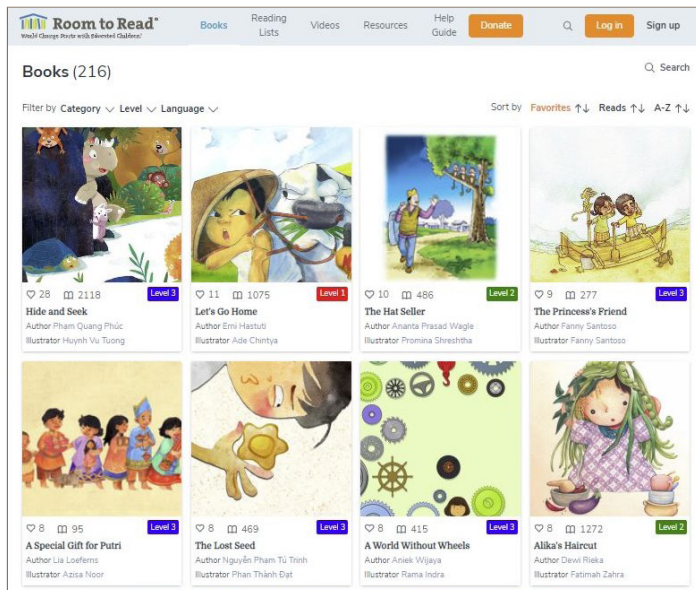 Room to Read®
World Change Starts with Educated Children.®
Books
Reading
Lists
Videos
Resources
Help
Guide
Donate
Log in
Sign up
Books (216)
Search
Filter by Category Level Language
Sort by Favorites ↑↓ Reads ↑↓ A-Z ↑↓
28 2118 Level 3
Hide and Seek
Author Phạm Quang Phúc
Illustrator Huynh Vu Tuong
11 1075 Level 1
Let's Go Home
Author Erni Hastuti
Illustrator Ade Chintya
10 486 Level 2
The Hat Seller
Author Ananta Prasad Wagle
Illustrator Promina Shreshtha
9 277 Level 3
The Princess's Friend
Author Fanny Santoso
Illustrator Fanny Santoso
8 95 Level 3
A Special Gift for Putri
Author Lia Loeferns
Illustrator Azisa Noor
8 469 Level 3
The Lost Seed
Author Nguyễn Phạm Tú Trinh
Illustrator Phan Thành Đạt
8 415 Level 3
A World Without Wheels
Author Aniek Wijaya
Illustrator Rama Indra
8 1272 Level 2
Alika's Haircut
Author Dewi Rieka
Illustrator Fatimah Zahra